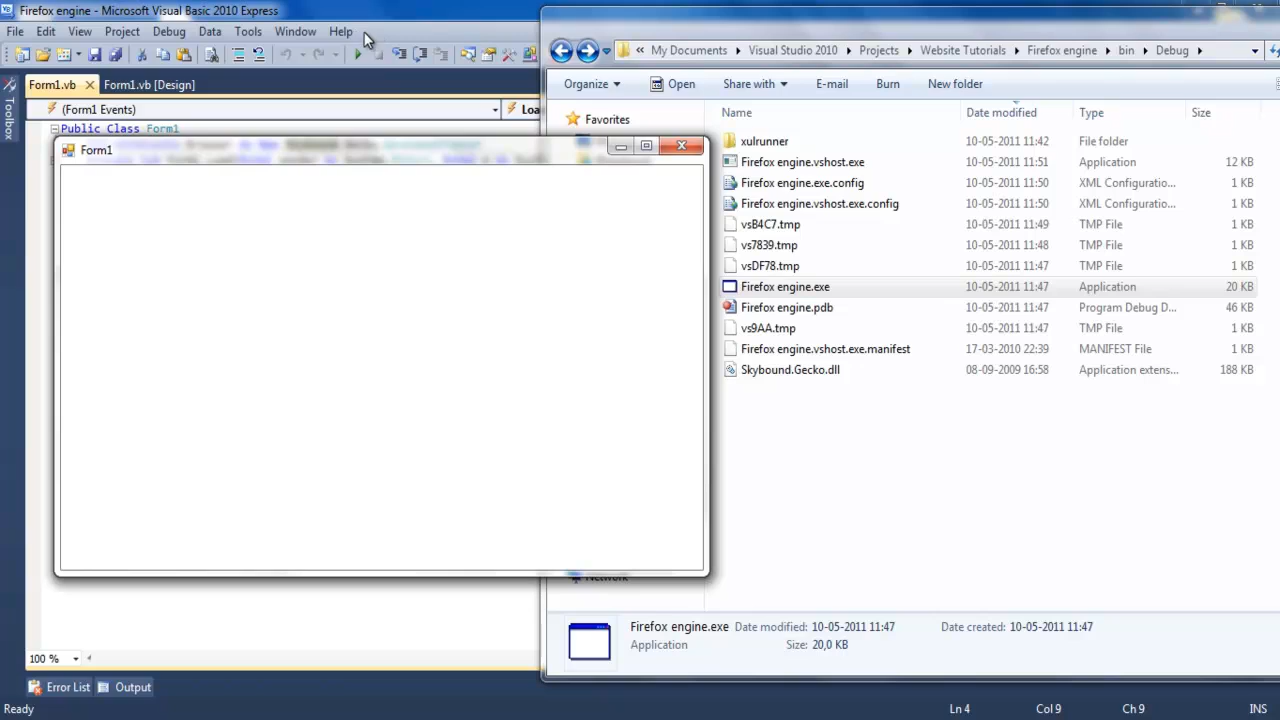 Firefox engine - Microsoft Visual Basic 2010 Express
File Edit View Project Debug Data Tools Window Help
Form1.vb Form1.vb [Design]
Toolbox
(Form1 Events) Loa
Public Class Form1
Form1
100 %
Error List Output
Ready Ln 4 Col 9 Ch 9 INS
« My Documents Visual Studio 2010 Projects Website Tutorials Firefox engine bin Debug
Organize Open Share with E-mail Burn New folder
Favorites
Network
Name Date modified Type Size
xulrunner 10-05-2011 11:42 File folder
Firefox engine.vshost.exe 10-05-2011 11:51 Application 12 KB
Firefox engine.exe.config 10-05-2011 11:50 XML Configuratio... 1 KB
Firefox engine.vshost.exe.config 10-05-2011 11:50 XML Configuratio... 1 KB
vsB4C7.tmp 10-05-2011 11:49 TMP File 1 KB
vs7839.tmp 10-05-2011 11:48 TMP File 1 KB
vsDF78.tmp 10-05-2011 11:47 TMP File 1 KB
Firefox engine.exe 10-05-2011 11:47 Application 20 KB
Firefox engine.pdb 10-05-2011 11:47 Program Debug D... 46 KB
vs9AA.tmp 10-05-2011 11:47 TMP File 1 KB
Firefox engine.vshost.exe.manifest 17-03-2010 22:39 MANIFEST File 1 KB
Skybound.Gecko.dll 08-09-2009 16:58 Application extens... 188 KB
Firefox engine.exe Date modified: 10-05-2011 11:47 Date created: 10-05-2011 11:47
Application Size: 20,0 KB